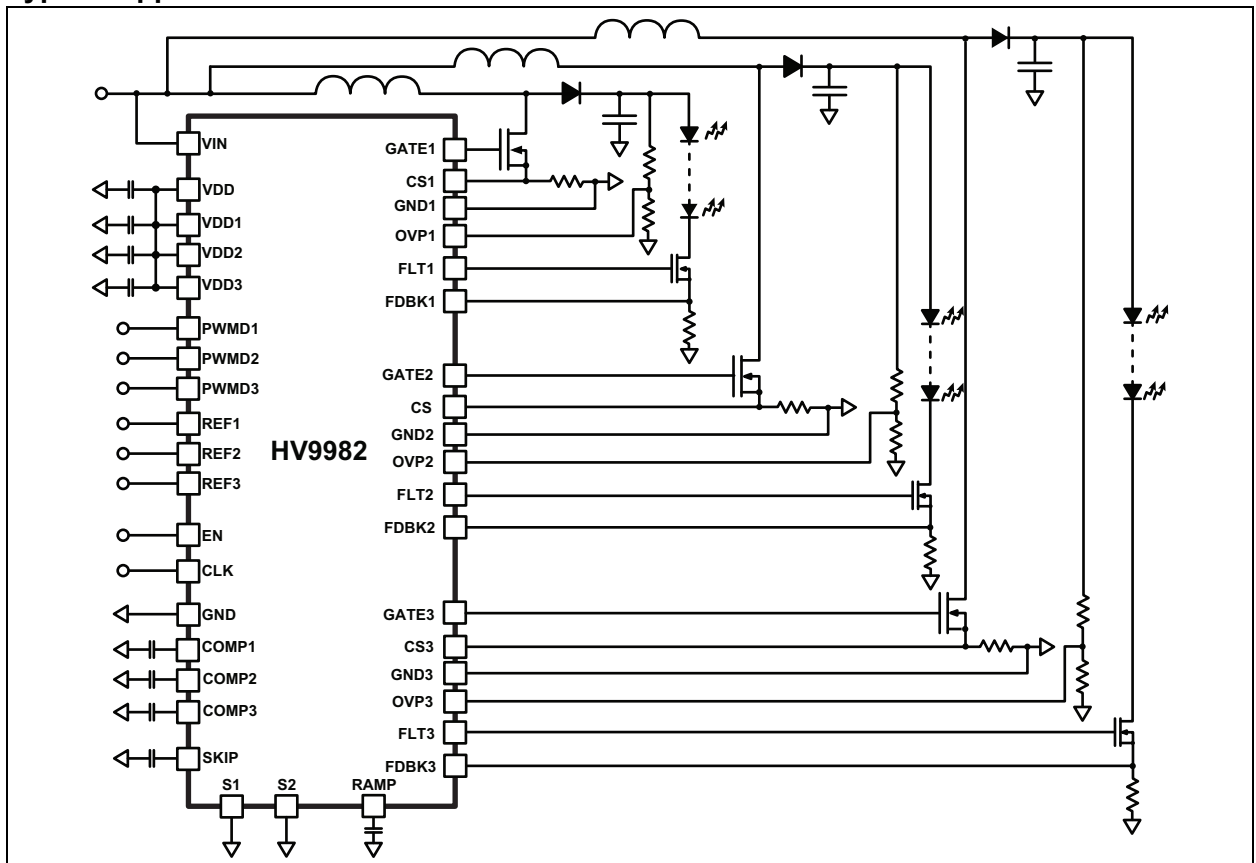 VIN
VDD
VDD1
VDD2
VDD3
PWMD1
PWMD2
PWMD3
REF1
REF2
REF3
EN
CLK
GND
COMP1
COMP2
COMP3
SKIP
S1 S2 RAMP
HV9982
GATE1
CS1
GND1
OVP1
FLT1
FDBK1
GATE2
CS
GND2
OVP2
FLT2
FDBK2
GATE3
CS3
GND3
OVP3
FLT3
FDBK3